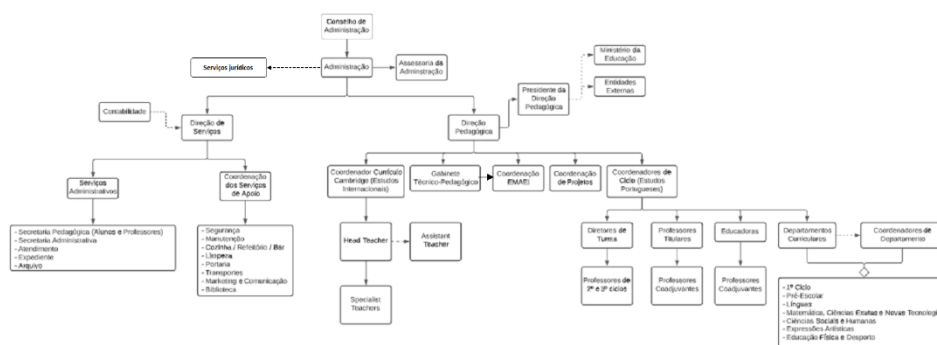 Conselho de
Administração
Serviços jurídicos
Administração
Assessoria da
Adminstração
Ministério da
Educação
Entidades
Externas
Presidente da
Direção
Pedagógica
Contabilidade
Direção de
Serviços
Direção
Pedagógica
Serviços
Administrativos
Coordenação
dos Serviços
de Apoio
Coordenador Currículo
Cambridge (Estudos
Internacionais)
Gabinete
Técnico-Pedagógico
Coordenação
EMAEI
Coordenação
de Projetos
Coordenadores de
Ciclo (Estudos
Portugueses)
- Secretaria Pedagógica (Alunos e Professores)
- Secretaria Administrativa
- Atendimento
- Expediente
- Arquivo
- Segurança
- Manutenção
- Cozinha / Refeitório / Bar
- Limpeza
- Portaria
- Transportes
- Marketing e Comunicação
- Biblioteca
Head Teacher
Assistant
Teacher
Specialist
Teachers
Diretores de
Turma
Professores
Titulares
Educadoras
Departamentos
Curriculares
Coordenadores de
Departamento
Professores de
2º e 3º ciclos
Professores
Coadjuvantes
Professores
Coadjuvantes
- 1º Ciclo
- Pré-Escolar
- Línguas
- Matemática, Ciências Exatas e Novas Tecnologi
- Ciências Sociais e Humanas
- Expressões Artísticas
- Educação Física e Desporto